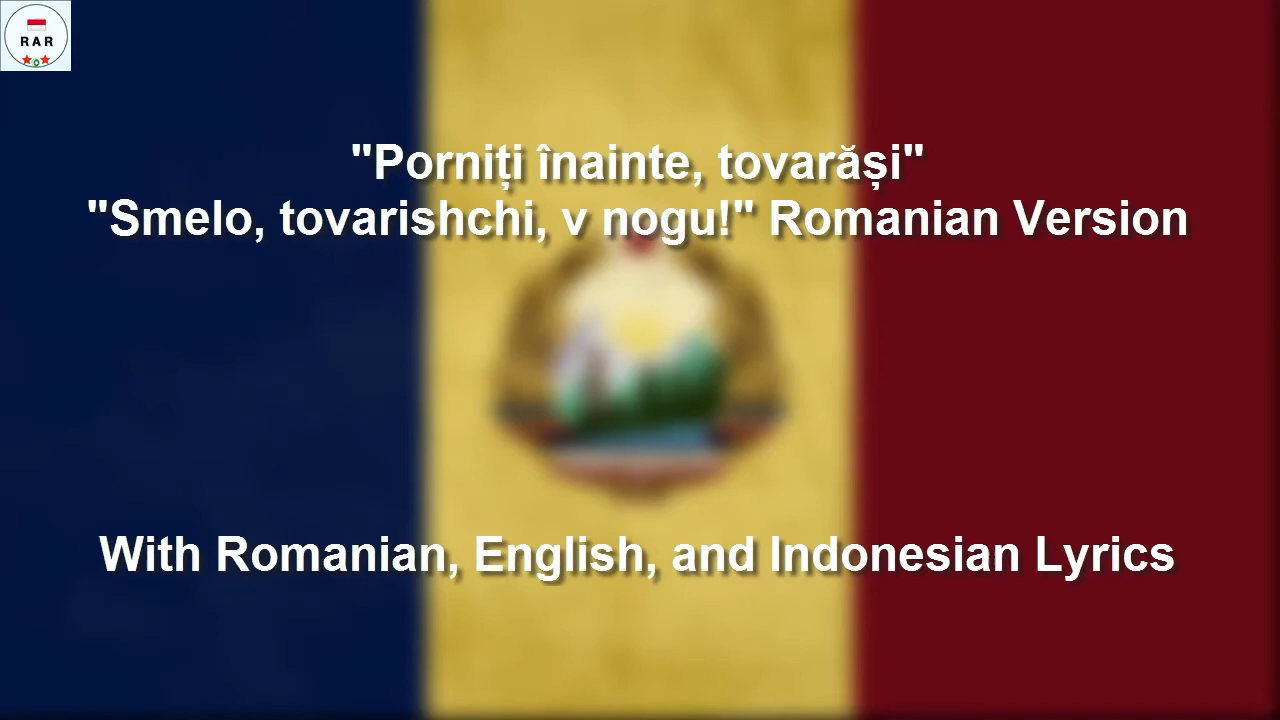 RAR
"Porniți înainte, tovarăși"
"Smelo, tovarishchi, v nogu!" Romanian Version
With Romanian, English, and Indonesian Lyrics